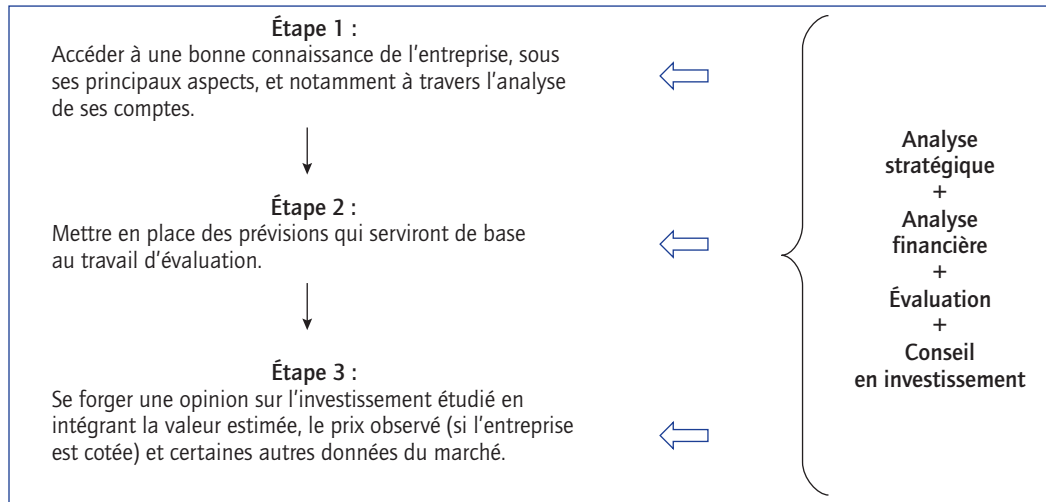 Étape 1 :
Accéder à une bonne connaissance de l'entreprise, sous
ses principaux aspects, et notamment à travers l'analyse
de ses comptes.
Étape 2 :
Mettre en place des prévisions qui serviront de base
au travail d'évaluation.
Étape 3 :
Se forger une opinion sur l'investissement étudié en
intégrant la valeur estimée, le prix observé (si l'entreprise
est cotée) et certaines autres données du marché.
Analyse
stratégique
+
Analyse
financière
+
Évaluation
+
Conseil
en investissement